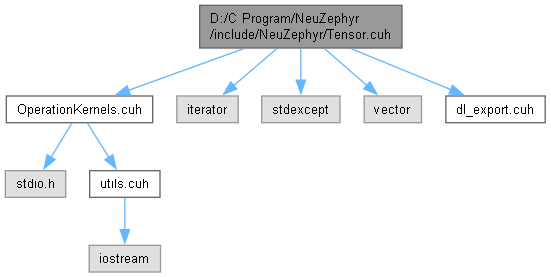 D:/C Program/NeuZephyr
/include/NeuZephyr/Tensor.cuh
OperationKernels.cuh
iterator
stdexcept
vector
dl_export.cuh
stdio.h
utils.cuh
iostream